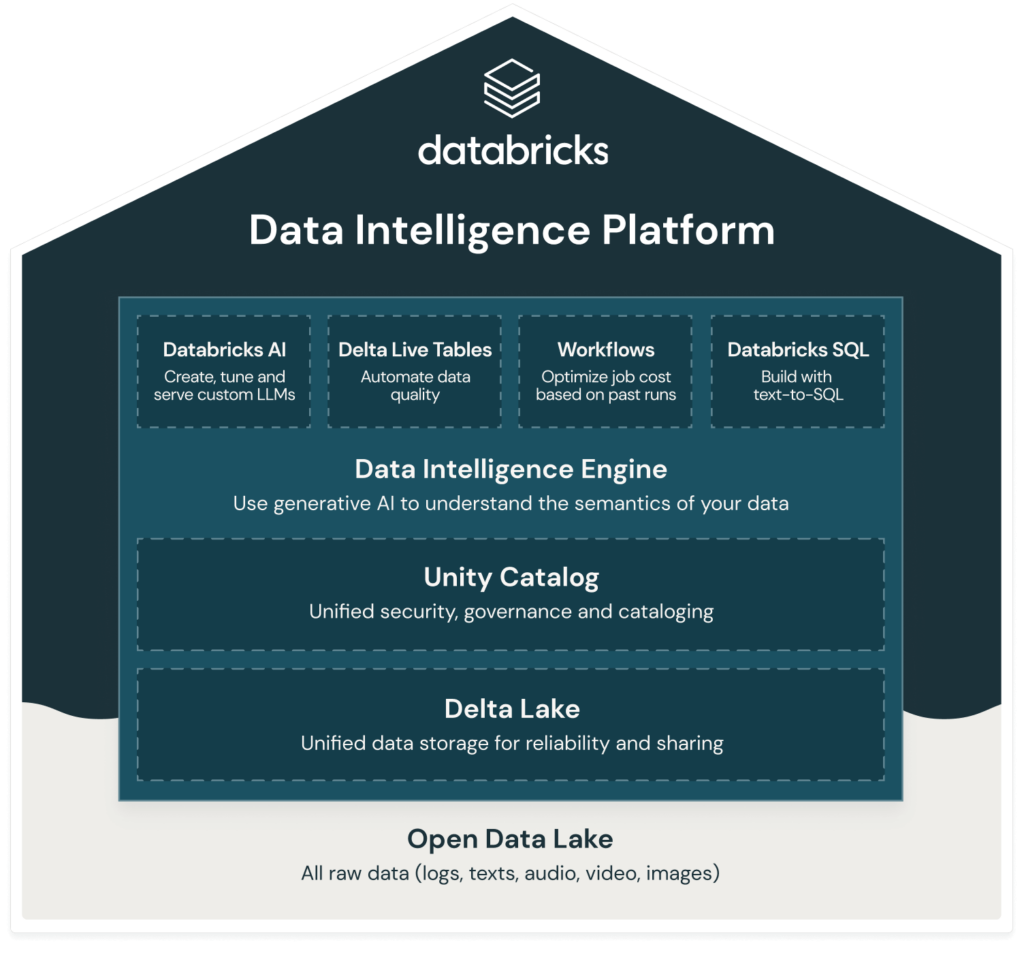 databricks
Data Intelligence Platform
Databricks AI
Create, tune and
serve custom LLMs
Delta Live Tables
Automate data
quality
Workflows
Optimize job cost
based on past runs
Databricks SQL
Build with
text-to-SQL
Data Intelligence Engine
Use generative AI to understand the semantics of your data
Unity Catalog
Unified security, governance and cataloging
Delta Lake
Unified data storage for reliability and sharing
Open Data Lake
All raw data (logs, texts, audio, video, images)